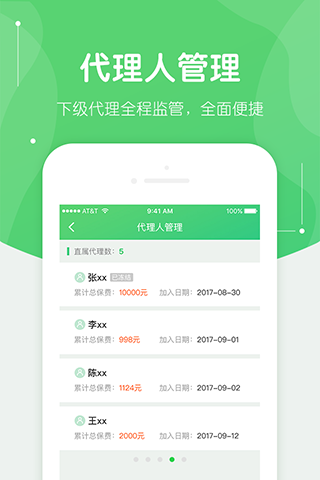 代理人管理
下级代理全程监管，全面便捷
AT&T 9:41 AM 100%
代理人管理
直属代理数：5
张xx 已冻结
累计总保费：10000元 加入日期：2017-08-30
李xx
累计总保费：998元 加入日期：2017-09-01
陈xx
累计总保费：1124元 加入日期：2017-09-02
王xx
累计总保费：2000元 加入日期：2017-09-12